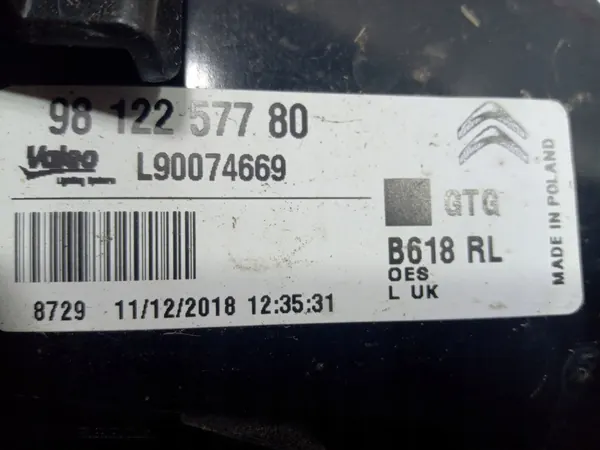 98 122 577 80
Valeo
Lighting Systems
L90074669
GTG
B618 RL
OES
L UK
8729 11/12/2018 12:35:31
MADE IN POLAND